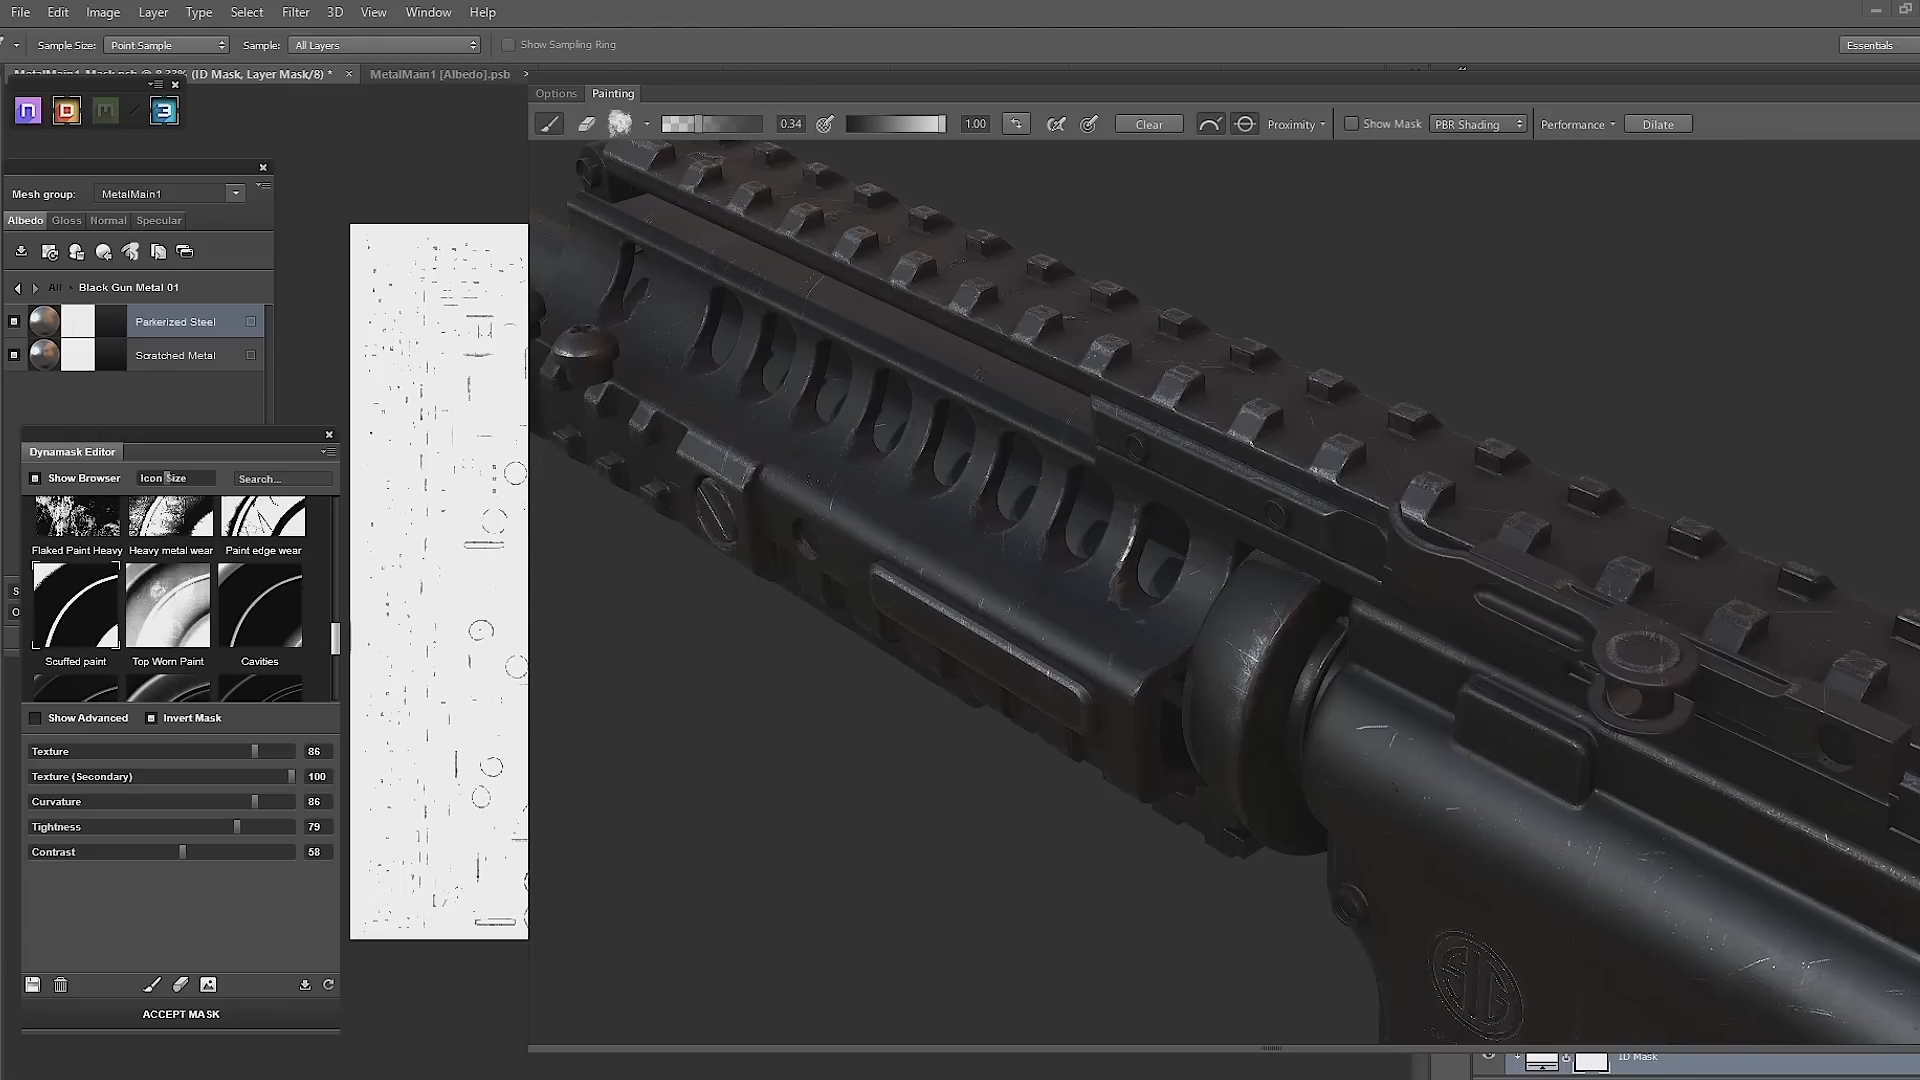 File Edit Image Layer Type Select Filter 3D View Window Help
Sample Size: Point Sample Sample: All Layers Show Sampling Ring Essentials
MetalMain1 Mask.psb @ 8.33% (ID Mask, Layer Mask/8) * × MetalMain1 [Albedo].psb
Options Painting
0.34 1.00 Clear Proximity Show Mask PBR Shading Performance Dilate
Mesh group: MetalMain1
Albedo Gloss Normal Specular
All Black Gun Metal 01
Parkerized Steel
Scratched Metal
Dynamask Editor
Show Browser Icon Size Search...
Flaked Paint Heavy Heavy metal wear Paint edge wear
Scuffed paint Top Worn Paint Cavities
Show Advanced Invert Mask
Texture 86
Texture (Secondary) 100
Curvature 86
Tightness 79
Contrast 58
ACCEPT MASK
ID Mask